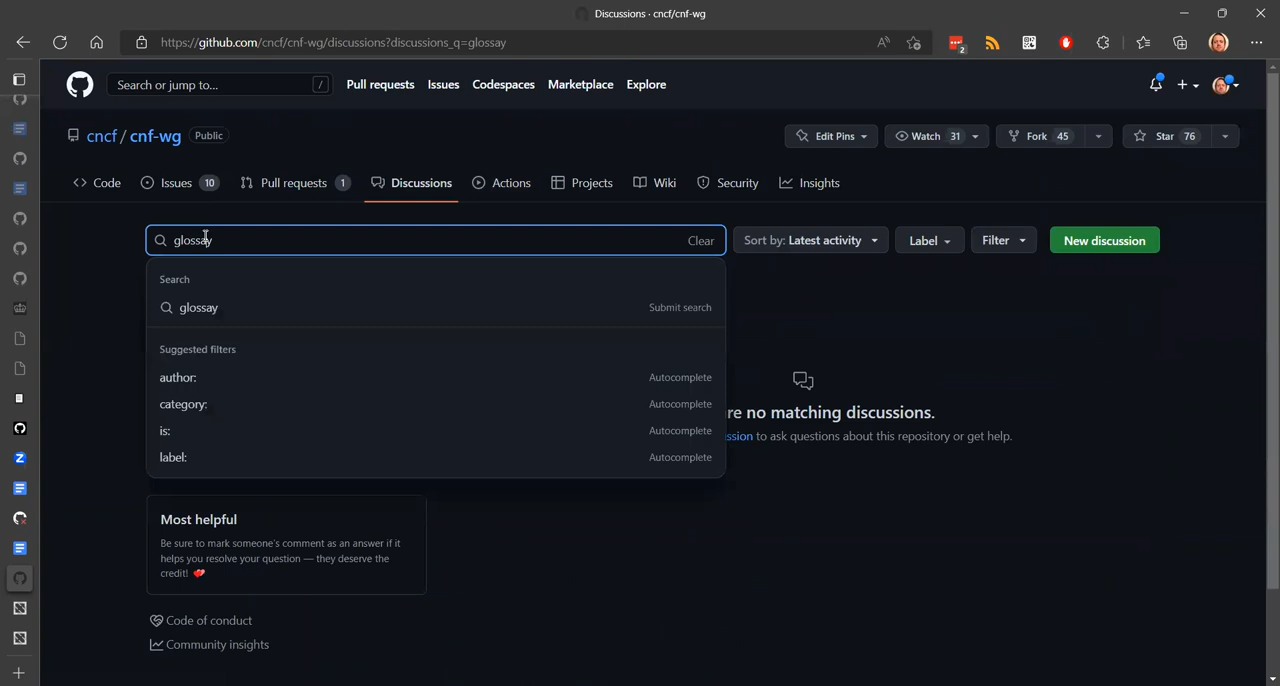 Discussions · cncf/cnf-wg
https://github.com/cncf/cnf-wg/discussions?discussions_q=glossay
2
Search or jump to... /
Pull requests Issues Codespaces Marketplace Explore
cncf / cnf-wg Public
Edit Pins Watch 31 Fork 45 Star 76
Code Issues 10 Pull requests 1 Discussions Actions Projects Wiki Security Insights
glossay Clear
Sort by: Latest activity Label Filter New discussion
Search
glossay Submit search
Suggested filters
author: Autocomplete
category: Autocomplete
is: Autocomplete
label: Autocomplete
re no matching discussions.
ssion to ask questions about this repository or get help.
Most helpful
Be sure to mark someone's comment as an answer if it
helps you resolve your question — they deserve the
credit! 💖
Code of conduct
Community insights